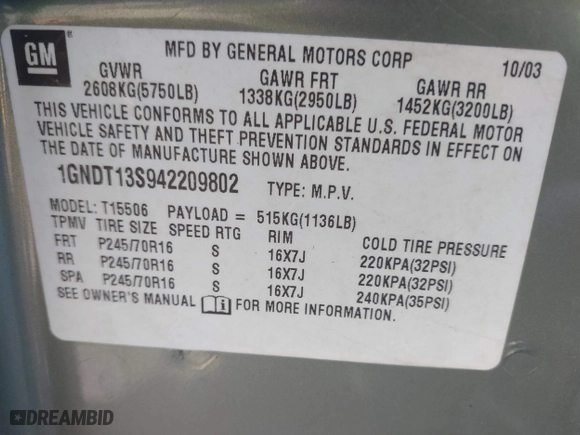 GM
MFD BY GENERAL MOTORS CORP 10/03
GVWR GAWR FRT GAWR RR
2608KG(5750LB) 1338KG(2950LB) 1452KG(3200LB)
THIS VEHICLE CONFORMS TO ALL APPLICABLE U.S. FEDERAL MOTOR
VEHICLE SAFETY AND THEFT PREVENTION STANDARDS IN EFFECT ON
THE DATE OF MANUFACTURE SHOWN ABOVE.
1GNDT13S942209802 TYPE: M.P.V.
MODEL: T15506 PAYLOAD = 515KG(1136LB)
TPMV TIRE SIZE SPEED RTG RIM COLD TIRE PRESSURE
FRT P245/70R16 S 16X7J 220KPA(32PSI)
RR P245/70R16 S 16X7J 220KPA(32PSI)
SPA P245/70R16 S 16X7J 240KPA(35PSI)
SEE OWNER'S MANUAL FOR MORE INFORMATION.
DREAMBID